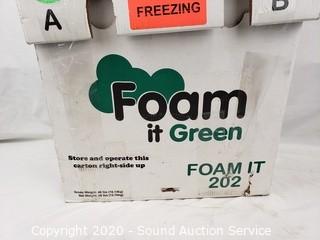 A
FREEZING
B
Foam
it Green
Store and operate this
carton right-side up
FOAM IT
202
Copyright © 2020 - Sound Auction Service